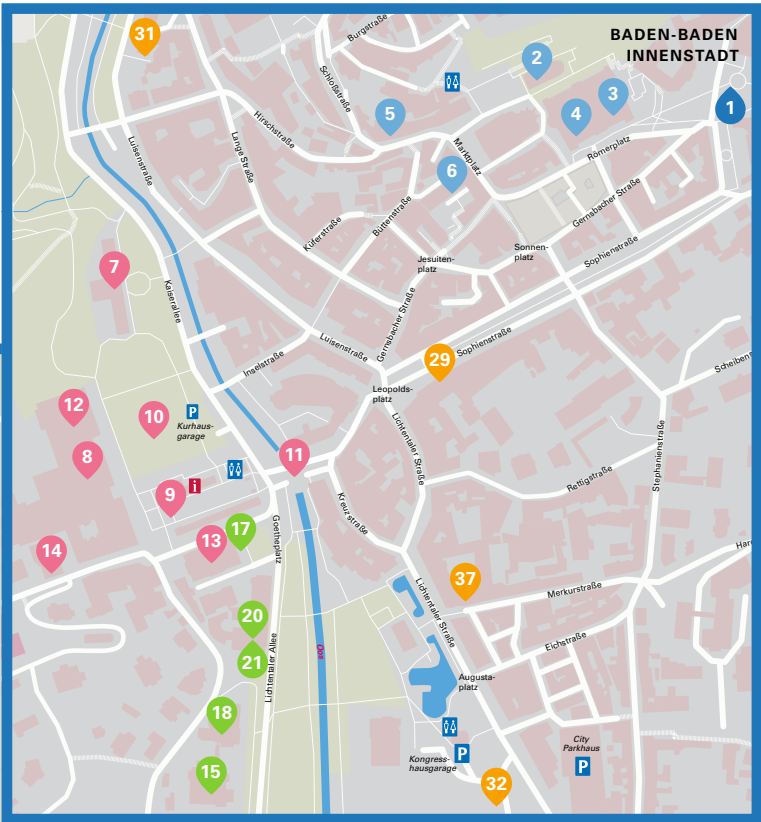 BADEN-BADEN
INNENSTADT
31
Burgstraße
2
3
1
Schloßstraße
5
4
Hirschstraße
Lange Straße
Luisenstraße
Marktplatz
Römerplatz
6
Gernsbacher Straße
Büttenstraße
Küferstraße
Sonnen-
platz
Sophienstraße
Jesuiten-
platz
7
Kaiserallee
Gernsbacher Straße
Luisenstraße
Sophienstraße
29
Inselstraße
Scheibens
Leopolds-
platz
12
10
P
Kurhaus-
garage
Lichtentaler Straße
Stephanienstraße
8
11
Rettigstraße
i
9
Kreuzstraße
17
13
Goetheplatz
14
Har
37
Merkurstraße
Lichtentaler Straße
20
Eichstraße
Oos
21
Lichtentaler Allee
Augusta-
platz
18
City
Parkhaus
P
Kongress-
hausgarage
P
15
32